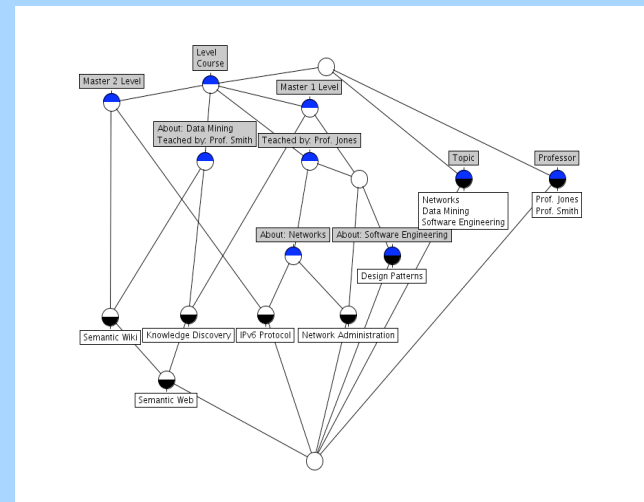 Level
Course
Master 2 Level
Master 1 Level
About: Data Mining
Teached by: Prof. Smith
Teached by: Prof. Jones
Topic
Professor
Networks
Data Mining
Software Engineering
Prof. Jones
Prof. Smith
About: Networks
About: Software Engineering
Design Patterns
Semantic Wiki
Knowledge Discovery
IPv6 Protocol
Network Administration
Semantic Web